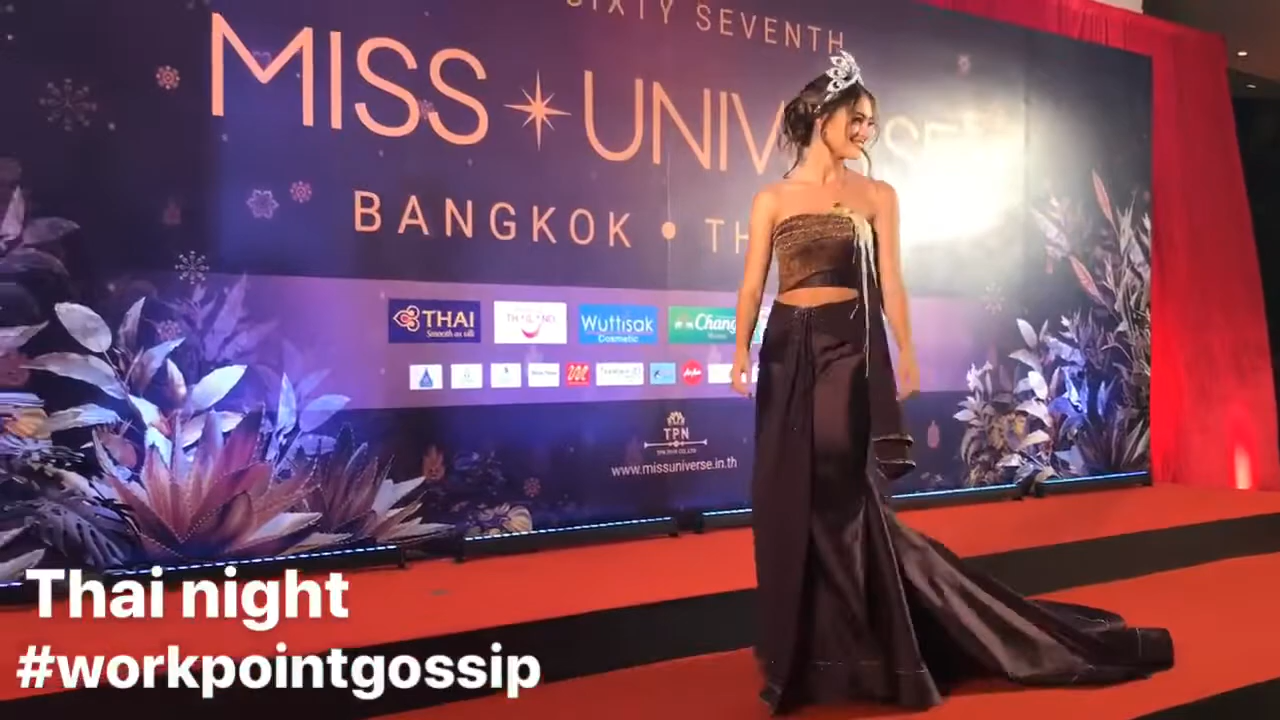 SIXTY SEVENTH
MISS UNIVERSE
BANGKOK • TH
THAI
Smooth as silk
THAILAND
Wuttisak
Cosmetic
Chang
TPN
www.missuniverse.in.th
Thai night
#workpointgossip